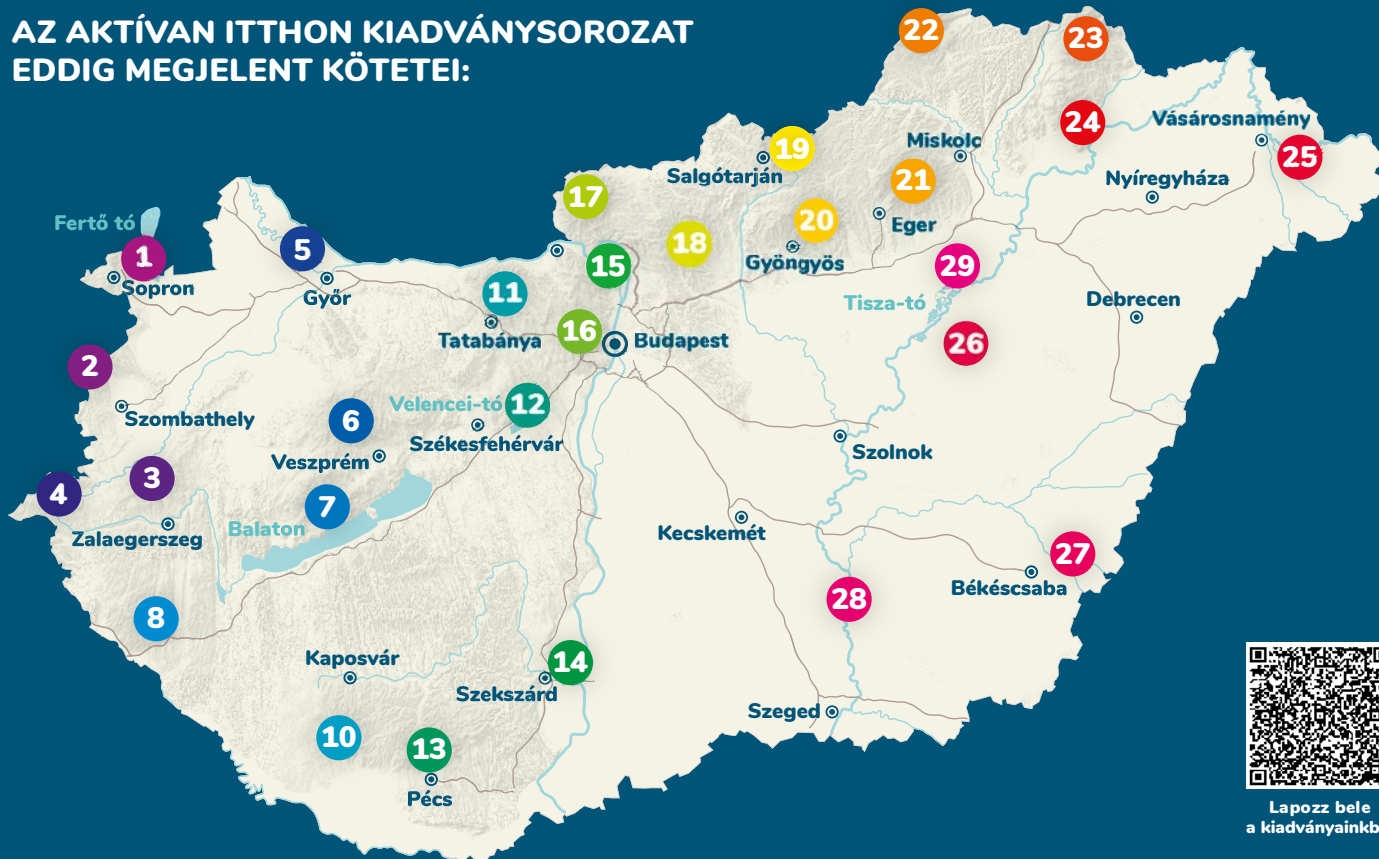 AZ AKTÍVAN ITTHON KIADVÁNYSOROZAT
EDDIG MEGJELENT KÖTETEI:
22
23
24
Vásárosnamény
25
19
Salgótarján
Miskolc
21
Nyíregyháza
17
Fertő tó
1
Sopron
5
Győr
18
20
Gyöngyös
Eger
15
29
Tisza-tó
Debrecen
11
Tatabánya
16
Budapest
26
2
Szombathely
6
Veszprém
Velencei-tó
12
Székesfehérvár
Szolnok
4
3
Zalaegerszeg
7
Balaton
Kecskemét
27
Békéscsaba
28
8
Kaposvár
14
Szekszárd
Szeged
10
13
Pécs
Lapozz bele